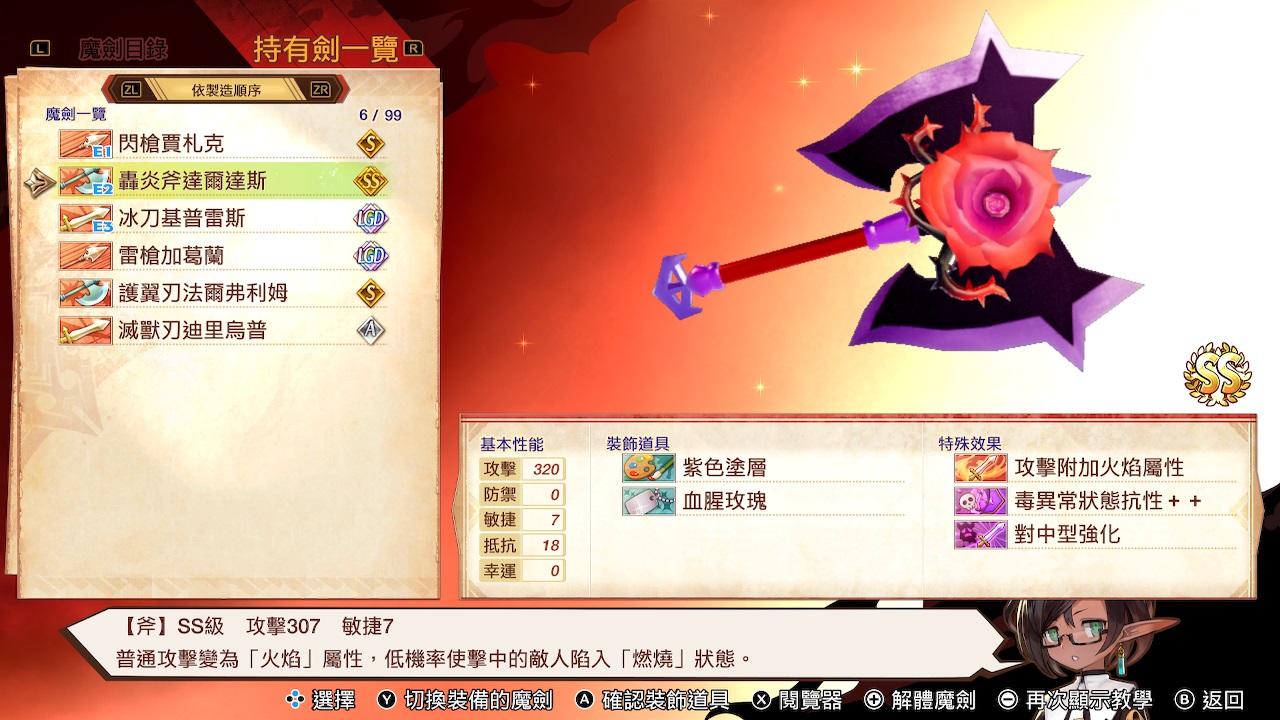 L 魔劍目錄 持有劍一覽 R
ZL 依製造順序 ZR
魔劍一覽 6 / 99
E1 閃槍賈札克 S
E2 轟炎斧達爾達斯 SS
E3 冰刀基普雷斯 LGD
雷槍加葛蘭 LGD
護翼刃法爾弗利姆 S
滅獸刃迪里烏普 A
SS
基本性能
攻擊 320
防禦 0
敏捷 7
抵抗 18
幸運 0
裝飾道具
紫色塗層
血腥玫瑰
特殊效果
攻擊附加火焰屬性
毒異常狀態抗性＋＋
對中型強化
【斧】SS級 攻擊307 敏捷7
普通攻擊變為「火焰」屬性，低機率使擊中的敵人陷入「燃燒」狀態。
選擇 Y 切換裝備的魔劍 A 確認裝飾道具 X 閱覽器 + 解體魔劍 - 再次顯示教學 B 返回